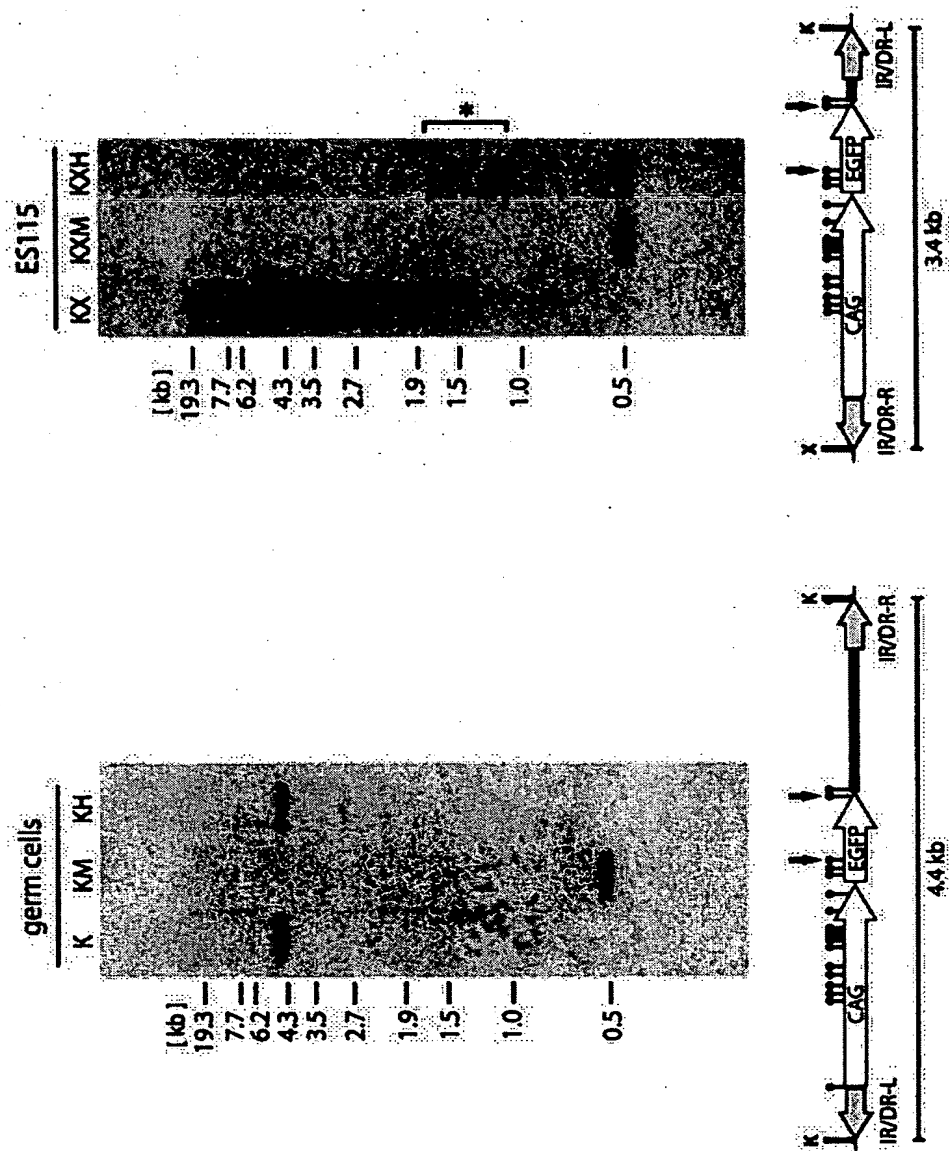 germ cells
K KM KH
[kb]
19.3
7.7
6.2
4.3
3.5
2.7
1.9
1.5
1.0
0.5
K K
CAG EGFP
IR/DR-L IR/DR-R
4.4 kb
ES115
KX KXM KXH
[kb]
19.3
7.7
6.2
4.3
3.5
2.7
1.9
1.5
1.0
0.5
*
X K
CAG EGFP
IR/DR-R IR/DR-L
3.4 kb